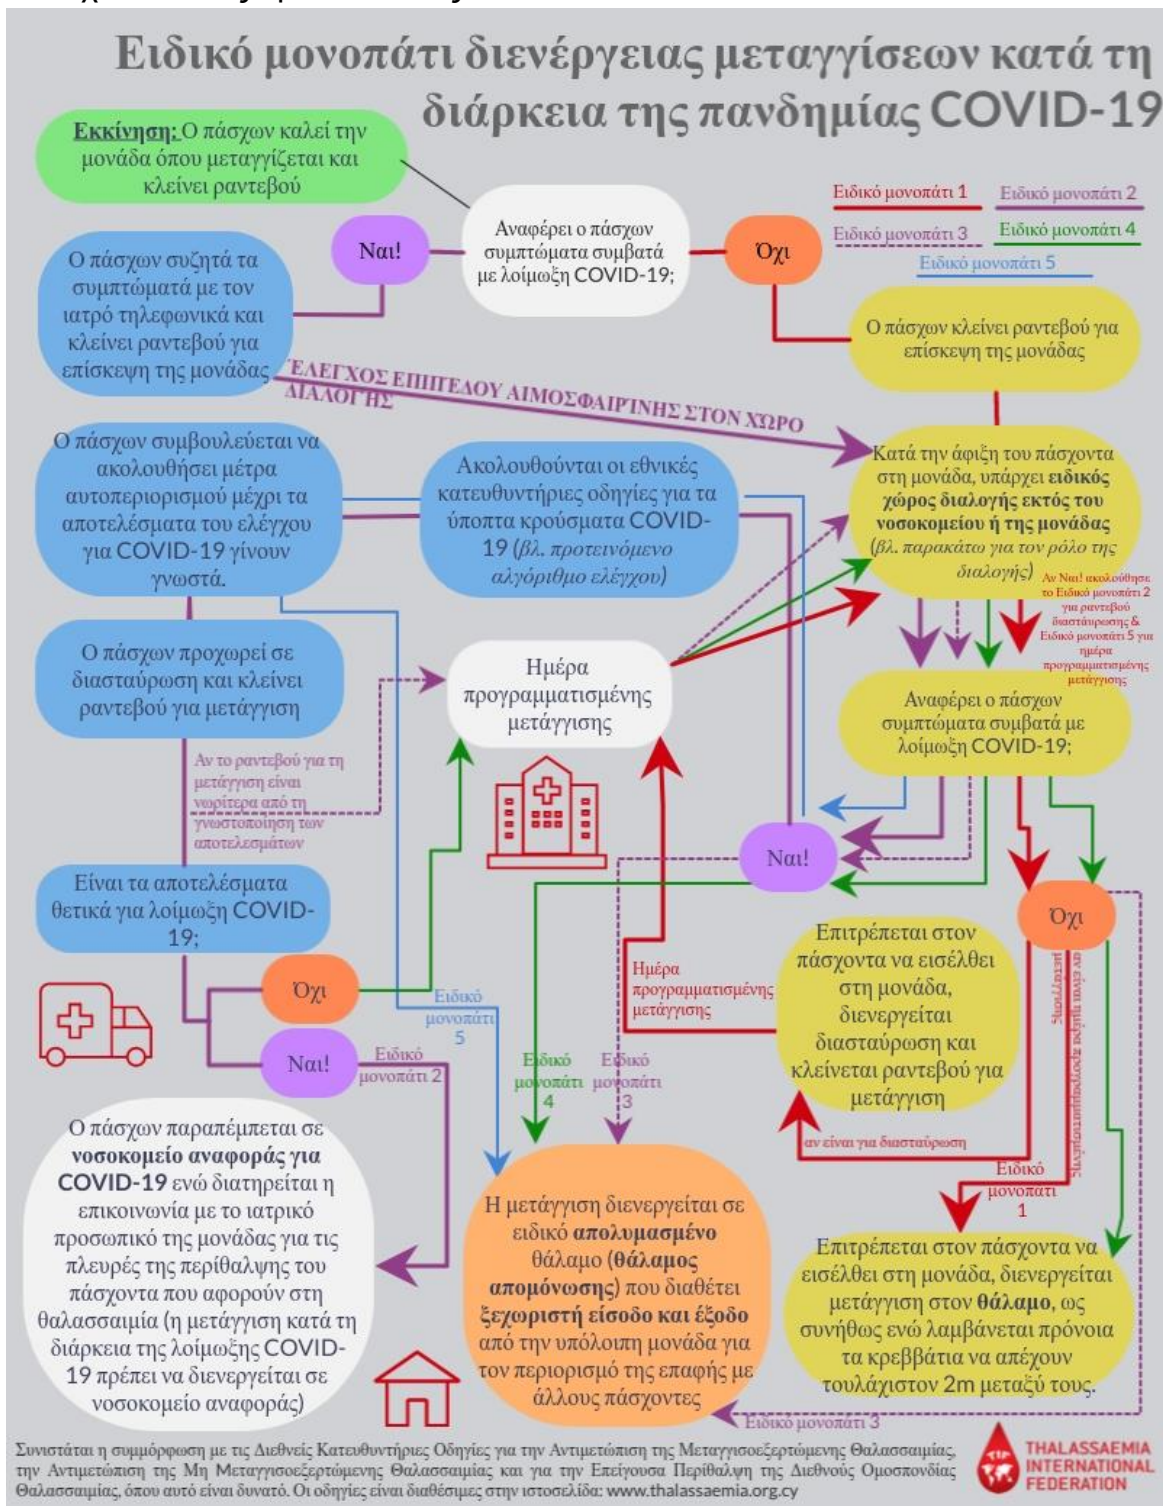 Ειδικό μονοπάτι διενέργειας μεταγγίσεων κατά τη
διάρκεια της πανδημίας COVID-19
Εκκίνηση: Ο πάσχων καλεί την
μονάδα όπου μεταγγίζεται και
κλείνει ραντεβού
Ειδικό μονοπάτι 1
Ειδικό μονοπάτι 2
Ειδικό μονοπάτι 3
Ειδικό μονοπάτι 4
Ειδικό μονοπάτι 5
Αναφέρει ο πάσχων
συμπτώματα συμβατά
με λοίμωξη COVID-19;
Ναι!
Όχι
Ο πάσχων συζητά τα
συμπτώματά με τον
ιατρό τηλεφωνικά και
κλείνει ραντεβού για
επίσκεψη της μονάδας
Ο πάσχων κλείνει ραντεβού για
επίσκεψη της μονάδας
ΈΛΕΓΧΟΣ ΕΠΙΠΕΔΟΥ ΑΙΜΟΣΦΑΙΡΊΝΗΣ ΣΤΟΝ ΧΏΡΟ
ΔΙΑΛΟΓΉΣ
Ο πάσχων συμβουλεύεται να
ακολουθήσει μέτρα
αυτοπεριορισμού μέχρι τα
αποτελέσματα του ελέγχου
για COVID-19 γίνουν
γνωστά.
Ακολουθούνται οι εθνικές
κατευθυντήριες οδηγίες για τα
ύποπτα κρούσματα COVID-
19 (βλ. προτεινόμενο
αλγόριθμο ελέγχου)
Κατά την άφιξη του πάσχοντα
στη μονάδα, υπάρχει ειδικός
χώρος διαλογής εκτός του
νοσοκομείου ή της μονάδας
(βλ. παρακάτω για τον ρόλο της
διαλογής)
Αν Ναι! ακολούθησε
το Ειδικό μονοπάτι 2
για ραντεβού
διασταύρωσης &
Ειδικό μονοπάτι 5 για
ημέρα
προγραμματισμένης
μετάγγισης
Ο πάσχων προχωρεί σε
διασταύρωση και κλείνει
ραντεβού για μετάγγιση
Ημέρα
προγραμματισμένης
μετάγγισης
Αναφέρει ο πάσχων
συμπτώματα συμβατά με
λοίμωξη COVID-19;
Αν το ραντεβού για τη
μετάγγιση είναι
νωρίτερα από τη
γνωστοποίηση των
αποτελεσμάτων
Ναι!
Όχι
Είναι τα αποτελέσματα
θετικά για λοίμωξη COVID-
19;
Όχι
Ναι!
Ειδικό
μονοπάτι 2
Ειδικό
μονοπάτι
5
Ειδικό
μονοπάτι
4
Ειδικό
μονοπάτι
3
Ημέρα
προγραμματισμένης
μετάγγισης
Επιτρέπεται στον
πάσχοντα να εισέλθει
στη μονάδα,
διενεργείται
διασταύρωση και
κλείνεται ραντεβού για
μετάγγιση
αν είναι για διασταύρωση
αν είναι ημέρα προγραμματισμένης
μετάγγισης
Ειδικό
μονοπάτι
1
Ο πάσχων παραπέμπεται σε
νοσοκομείο αναφοράς για
COVID-19 ενώ διατηρείται η
επικοινωνία με το ιατρικό
προσωπικό της μονάδας για τις
πλευρές της περίθαλψης του
πάσχοντα που αφορούν στη
θαλασσαιμία (η μετάγγιση κατά τη
διάρκεια της λοίμωξης COVID-
19 πρέπει να διενεργείται σε
νοσοκομείο αναφοράς)
Η μετάγγιση διενεργείται σε
ειδικό απολυμασμένο
θάλαμο (θάλαμος
απομόνωσης) που διαθέτει
ξεχωριστή είσοδο και έξοδο
από την υπόλοιπη μονάδα για
τον περιορισμό της επαφής με
άλλους πάσχοντες
Επιτρέπεται στον πάσχοντα να
εισέλθει στη μονάδα, διενεργείται
μετάγγιση στον θάλαμο, ως
συνήθως ενώ λαμβάνεται πρόνοια
τα κρεββάτια να απέχουν
τουλάχιστον 2m μεταξύ τους.
Ειδικό μονοπάτι 3
Συνιστάται η συμμόρφωση με τις Διεθνείς Κατευθυντήριες Οδηγίες για την Αντιμετώπιση της Μεταγγισοεξερτώμενης Θαλασσαιμίας,
την Αντιμετώπιση της Μη Μεταγγισοεξερτώμενης Θαλασσαιμίας και για την Επείγουσα Περίθαλψη της Διεθνούς Ομοσπονδίας
Θαλασσαιμίας, όπου αυτό είναι δυνατό. Οι οδηγίες είναι διαθέσιμες στην ιστοσελίδα: www.thalassaemia.org.cy
THALASSAEMIA
INTERNATIONAL
FEDERATION